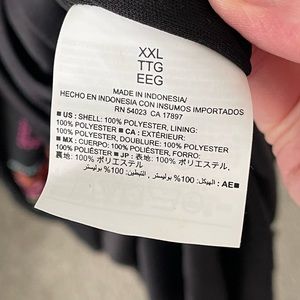 XXL
TTG
EEG
MADE IN INDONESIA/
HECHO EN INDONESIA CON INSUMOS IMPORTADOS
RN 54023 CA 17897
■ US : SHELL: 100% POLYESTER, LINING:
100% POLYESTER ■ CA : EXTÉRIEUR:
100% POLYESTER, DOUBLURE: 100% POLYESTER
■ MX : CUERPO: 100% POLIÉSTER, FORRO:
100% POLIÉSTER ■ JP : 表地: 100% ポリエステル,
裏地: 100% ポリエステル
■ AE : الهيكل: 100% بوليستر , التبطين: 100% بوليستر